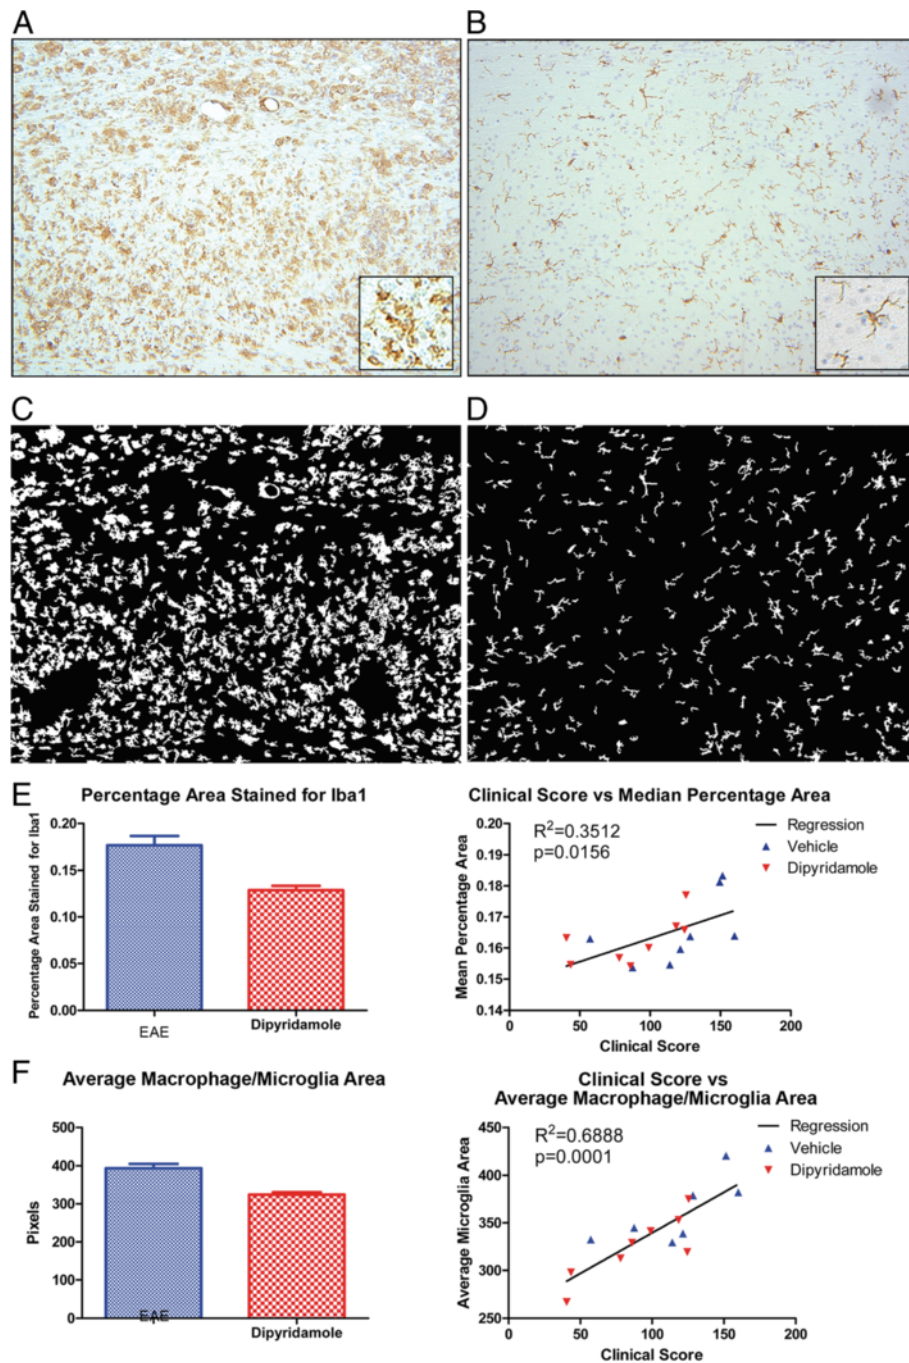 A
B
C
D
E
Percentage Area Stained for Iba1
Percentage Area Stained for Iba1
0.20
0.15
0.10
0.05
0.00
EAE
Dipyridamole
Clinical Score vs Median Percentage Area
R²=0.3512
p=0.0156
Regression
Vehicle
Dipyridamole
Mean Percentage Area
0.20
0.19
0.18
0.17
0.16
0.15
0.14
0
50
100
150
200
Clinical Score
F
Average Macrophage/Microglia Area
Pixels
500
400
300
200
100
0
EAE
Dipyridamole
Clinical Score vs
Average Macrophage/Microglia Area
R²=0.6888
p=0.0001
Regression
Vehicle
Dipyridamole
Average Microglia Area
450
400
350
300
250
0
50
100
150
200
Clinical Score